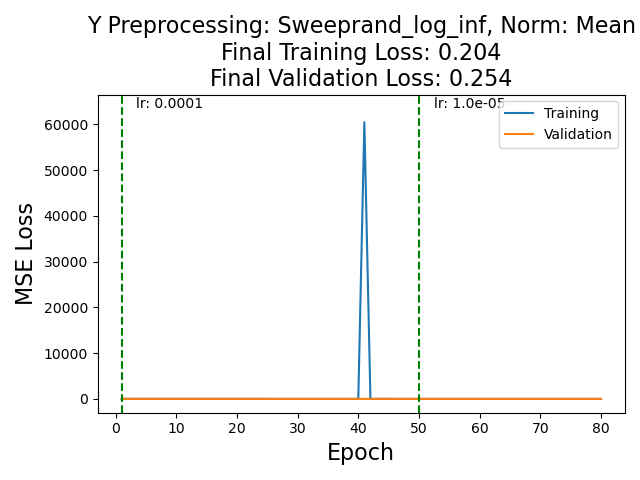 Y Preprocessing: Sweeprand_log_inf, Norm: Mean
Final Training Loss: 0.204
Final Validation Loss: 0.254
lr: 0.0001
lr: 1.0e-05
Training
Validation
60000
50000
40000
30000
20000
10000
0
MSE Loss
0 10 20 30 40 50 60 70 80
Epoch